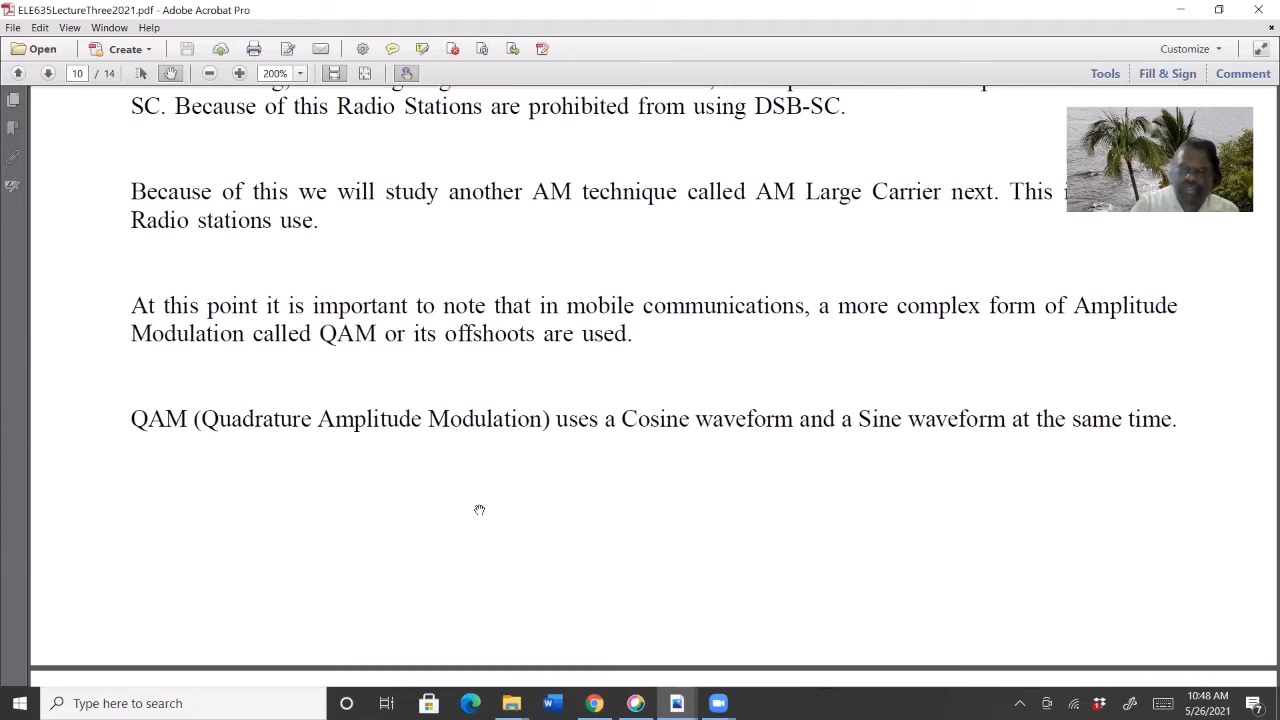 ELE635LectureThree2021.pdf - Adobe Acrobat Pro
File Edit View Window Help
Open Create Customize
10 / 14 200% Tools Fill & Sign Comment
SC. Because of this Radio Stations are prohibited from using DSB-SC.
Because of this we will study another AM technique called AM Large Carrier next. This
Radio stations use.
At this point it is important to note that in mobile communications, a more complex form of Amplitude
Modulation called QAM or its offshoots are used.
QAM (Quadrature Amplitude Modulation) uses a Cosine waveform and a Sine waveform at the same time.
Type here to search
10:48 AM
5/26/2021
7